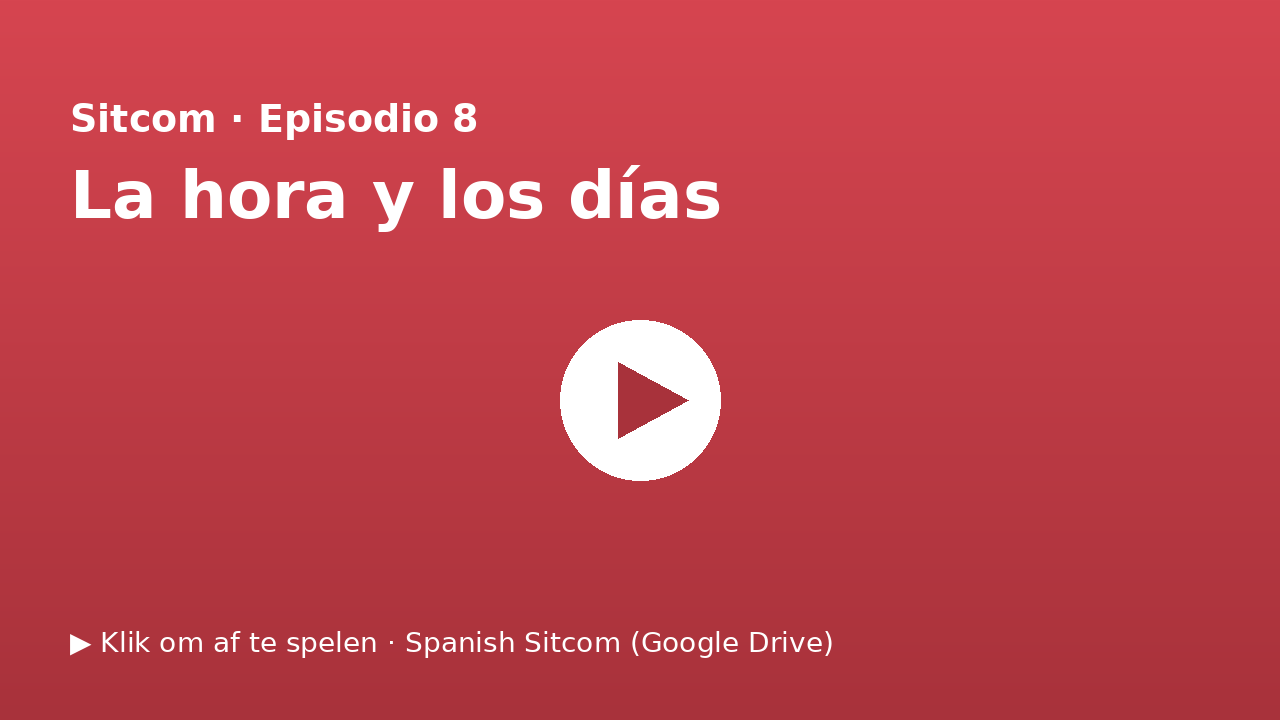 Sitcom · Episodio 8
La hora y los días
▶ Klik om af te spelen · Spanish Sitcom (Google Drive)